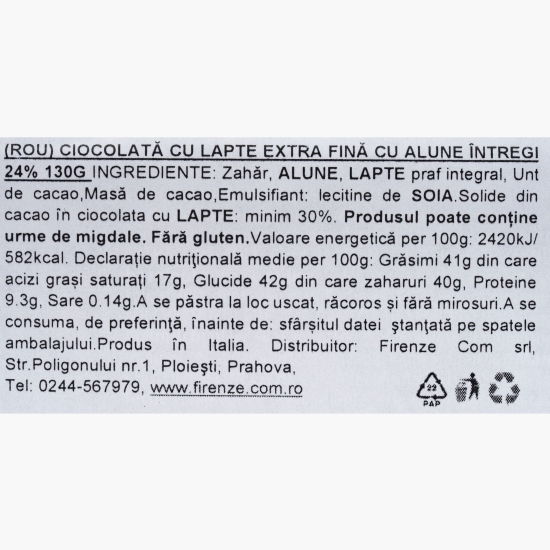 (ROU) CIOCOLATĂ CU LAPTE EXTRA FINĂ CU ALUNE ÎNTREGI
24% 130G INGREDIENTE: Zahăr, ALUNE, LAPTE praf integral, Unt
de cacao,Masă de cacao,Emulsifiant: lecitine de SOIA.Solide din
cacao în ciocolata cu LAPTE: minim 30%. Produsul poate conține
urme de migdale. Fără gluten.Valoare energetică per 100g: 2420kJ/
582kcal. Declarație nutriţională medie per 100g: Grăsimi 41g din care
acizi grași saturați 17g, Glucide 42g din care zaharuri 40g, Proteine
9.3g, Sare 0.14g.A se păstra la loc uscat, răcoros și fără mirosuri.A se
consuma, de preferință, înainte de: sfârșitul datei ştanţată pe spatele
ambalajului.Produs în Italia. Distribuitor: Firenze Com srl,
Str.Poligonului nr.1, Ploieşti, Prahova,
Tel: 0244-567979, www.firenze.com.ro
22
PAP